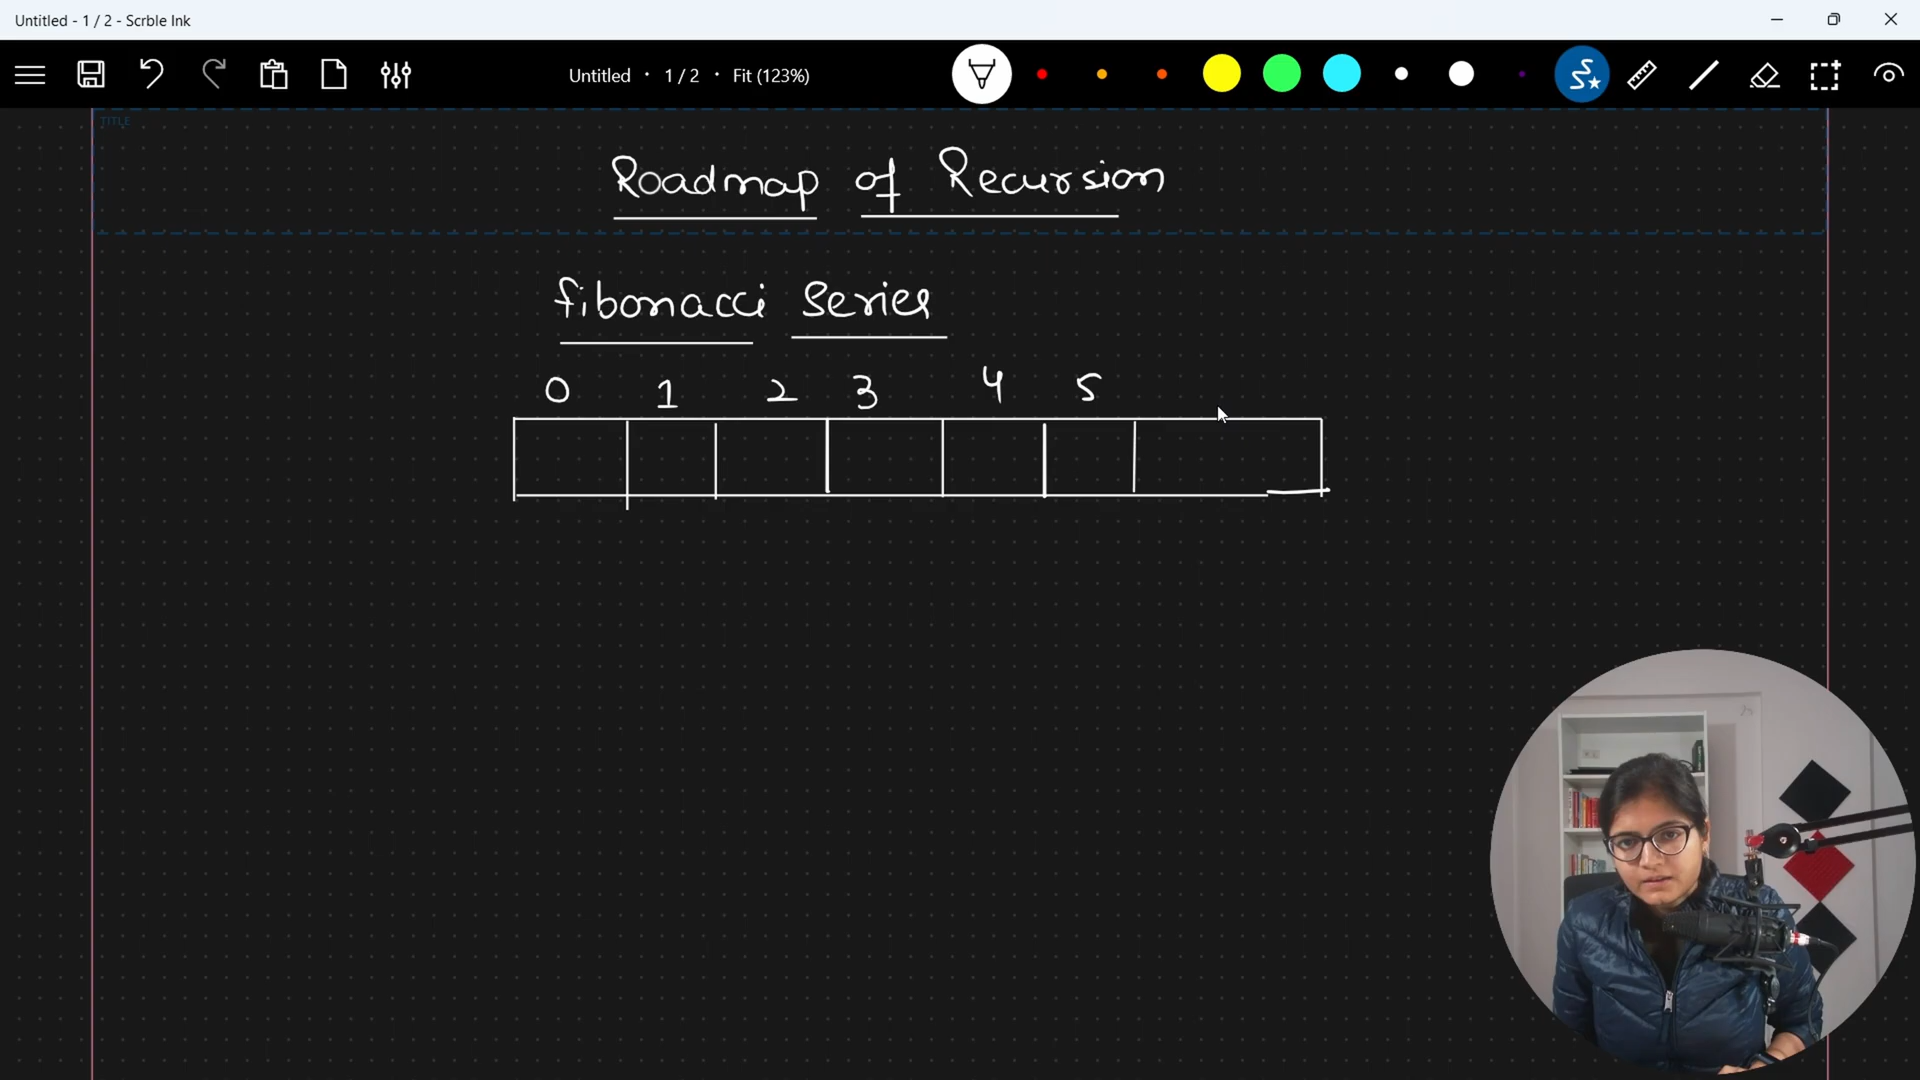 Untitled - 1 / 2 - Scrble Ink
Untitled • 1 / 2 • Fit (123%)
TITLE
Roadmap of Recursion
fibonacci Series
0 1 2 3 4 5